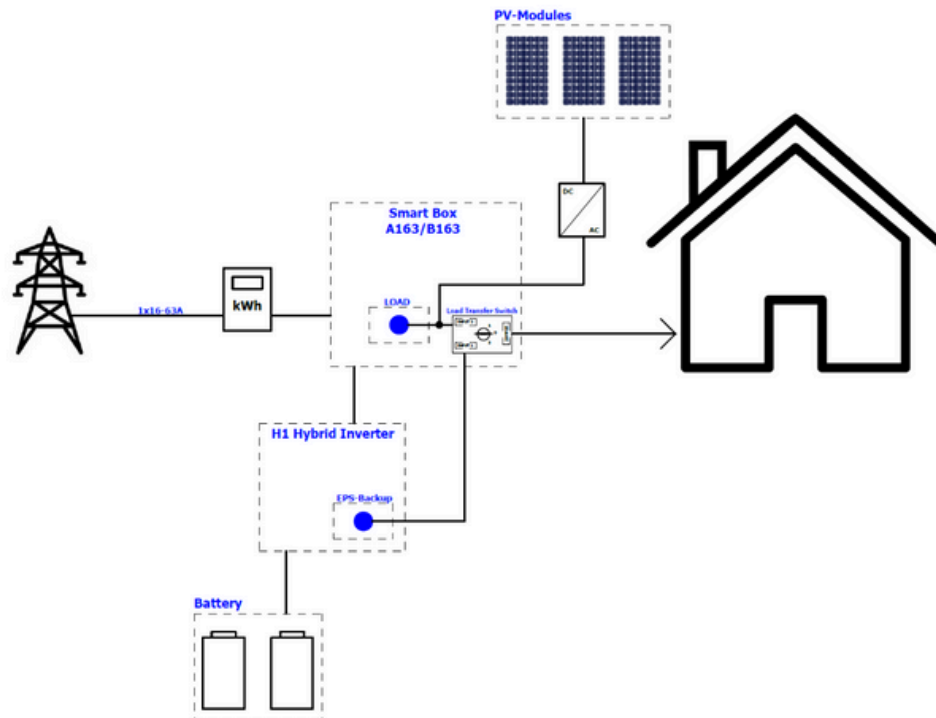 PV-Modules
DC
AC
Smart Box
A163/B163
1x16-63A
kWh
LOAD
Load Transfer Switch
H1 Hybrid Inverter
EPS-Backup
Battery